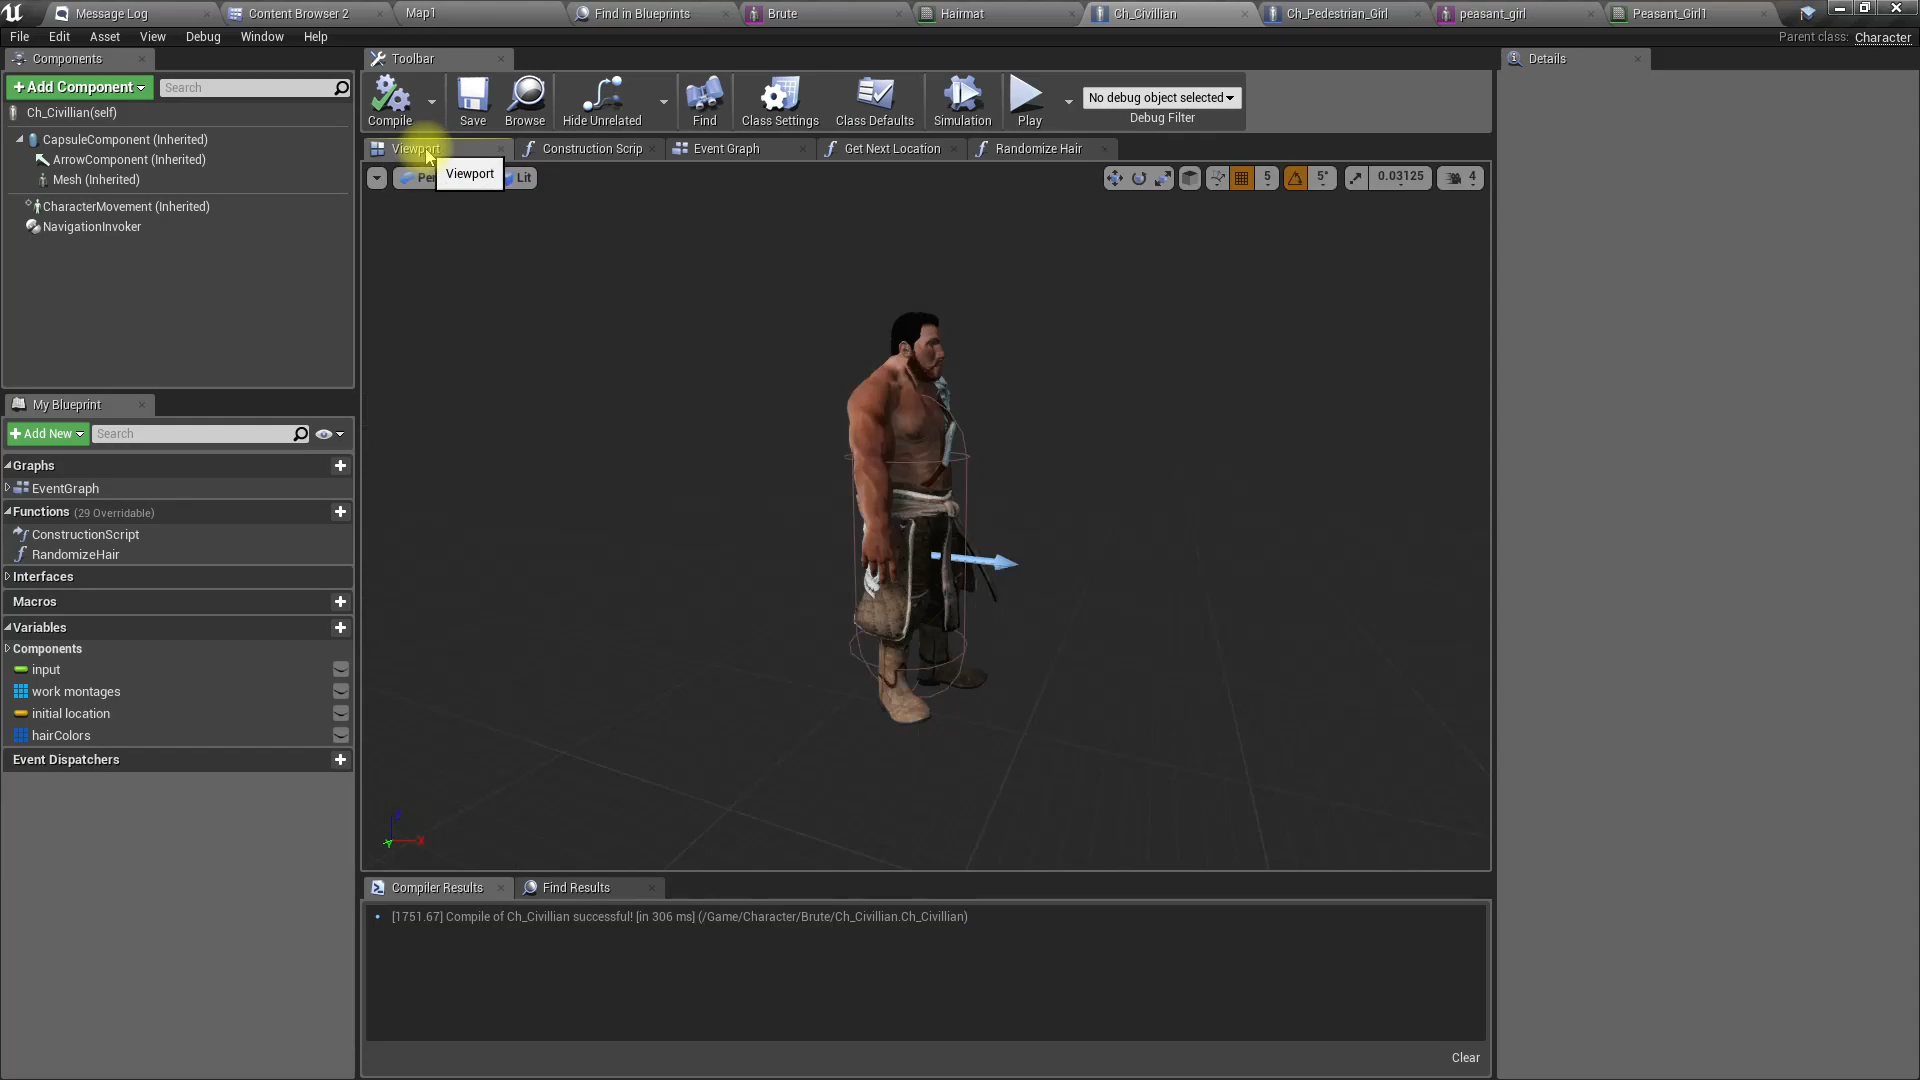 Message Log
Content Browser 2
Map1
Find in Blueprints
Brute
Hairmat
Ch_Civillian
Ch_Pedestrian_Girl
peasant_girl
Peasant_Girl1
File Edit Asset View Debug Window Help
Parent class: Character
Components
Toolbar
Details
+ Add Component
Search
Ch_Civillian(self)
CapsuleComponent (Inherited)
ArrowComponent (Inherited)
Mesh (Inherited)
CharacterMovement (Inherited)
NavigationInvoker
Compile
Save
Browse
Hide Unrelated
Find
Class Settings
Class Defaults
Simulation
Play
No debug object selected
Debug Filter
Viewport
Construction Scrip
Event Graph
Get Next Location
Randomize Hair
Viewport
Lit
5
5°
0.03125
4
My Blueprint
+ Add New
Search
Graphs
EventGraph
Functions (29 Overridable)
ConstructionScript
RandomizeHair
Interfaces
Macros
Variables
Components
input
work montages
initial location
hairColors
Event Dispatchers
Z
X
Compiler Results
Find Results
[1751.67] Compile of Ch_Civillian successful! [in 306 ms] (/Game/Character/Brute/Ch_Civillian.Ch_Civillian)
Clear